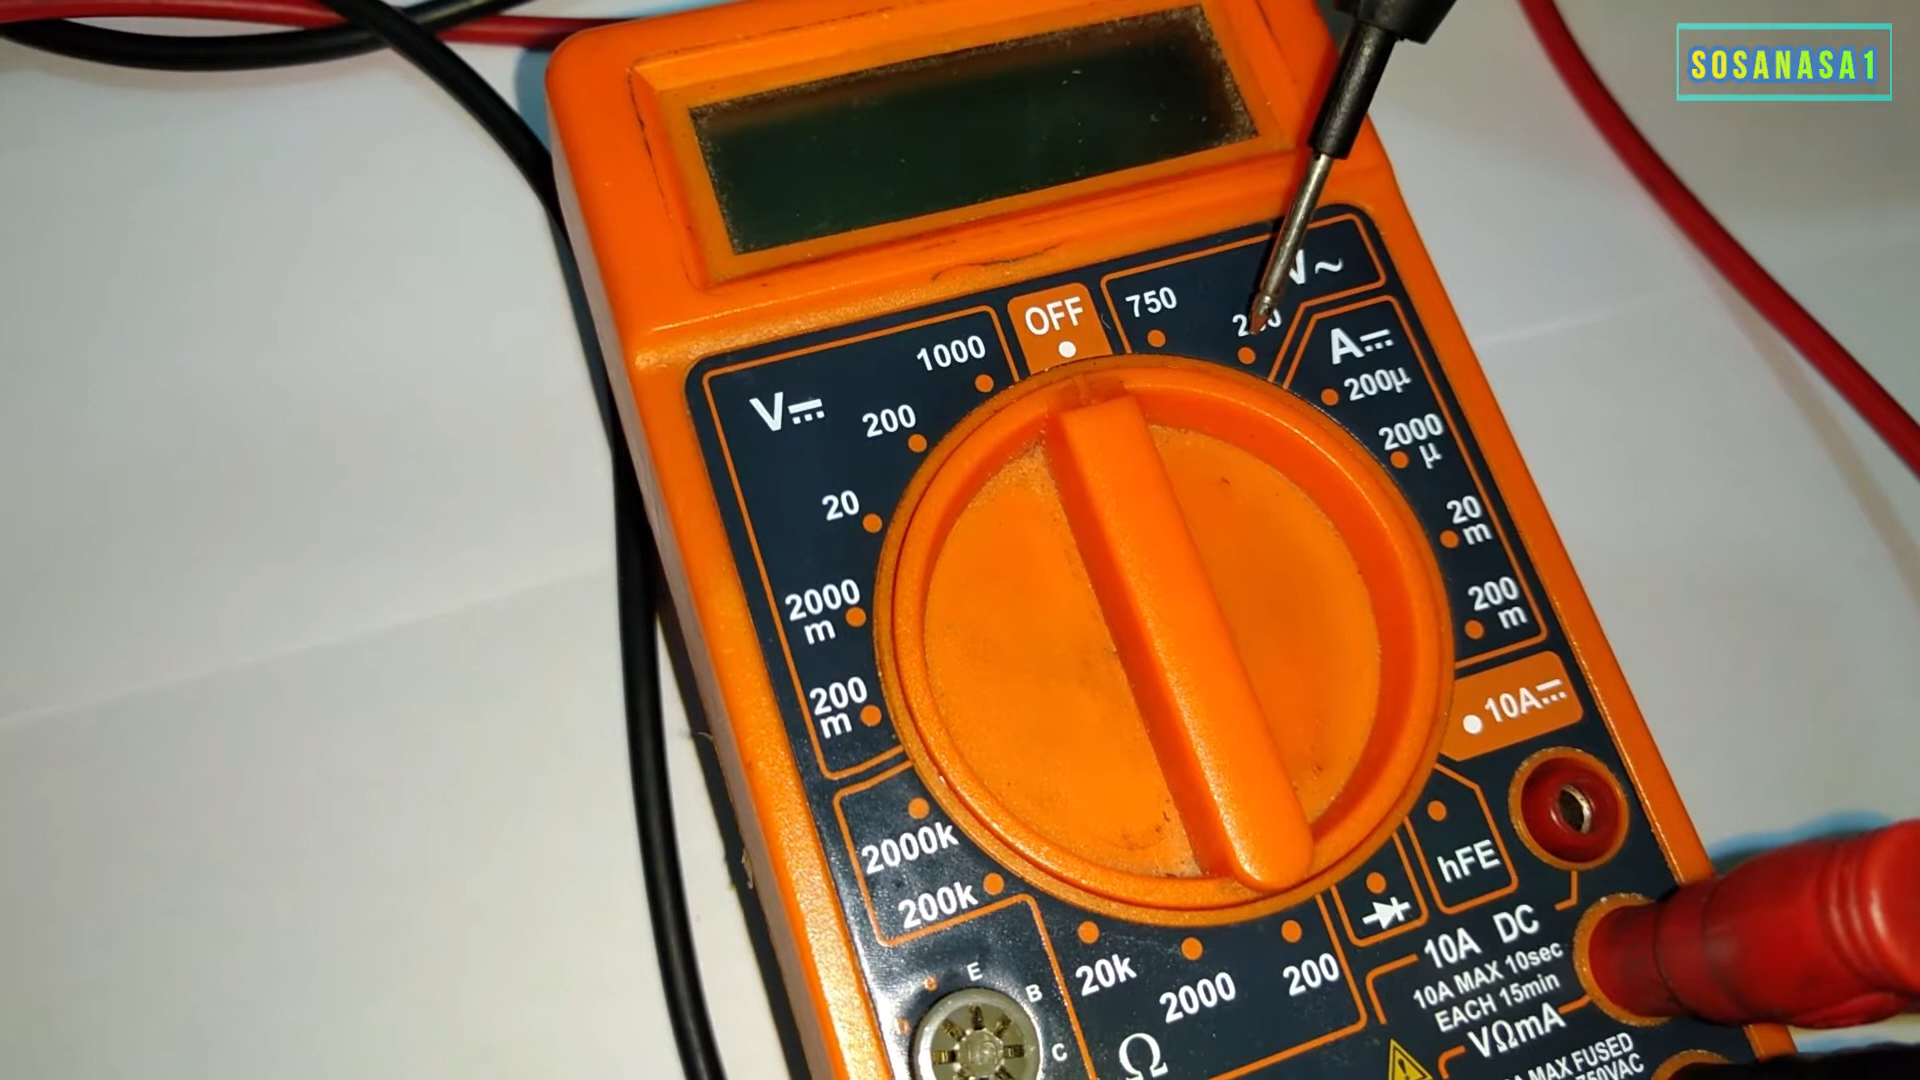 SOSANASA1
V~
OFF
750
1000
A
200µ
V
200
2000
µ
20
20
m
2000
m
200
m
200
m
10A
2000k
hFE
200k
10A DC
20k
2000
200
10A MAX 10sec
EACH 15min
E
B
C
VΩmA
Ω
MAX FUSED
750VAC